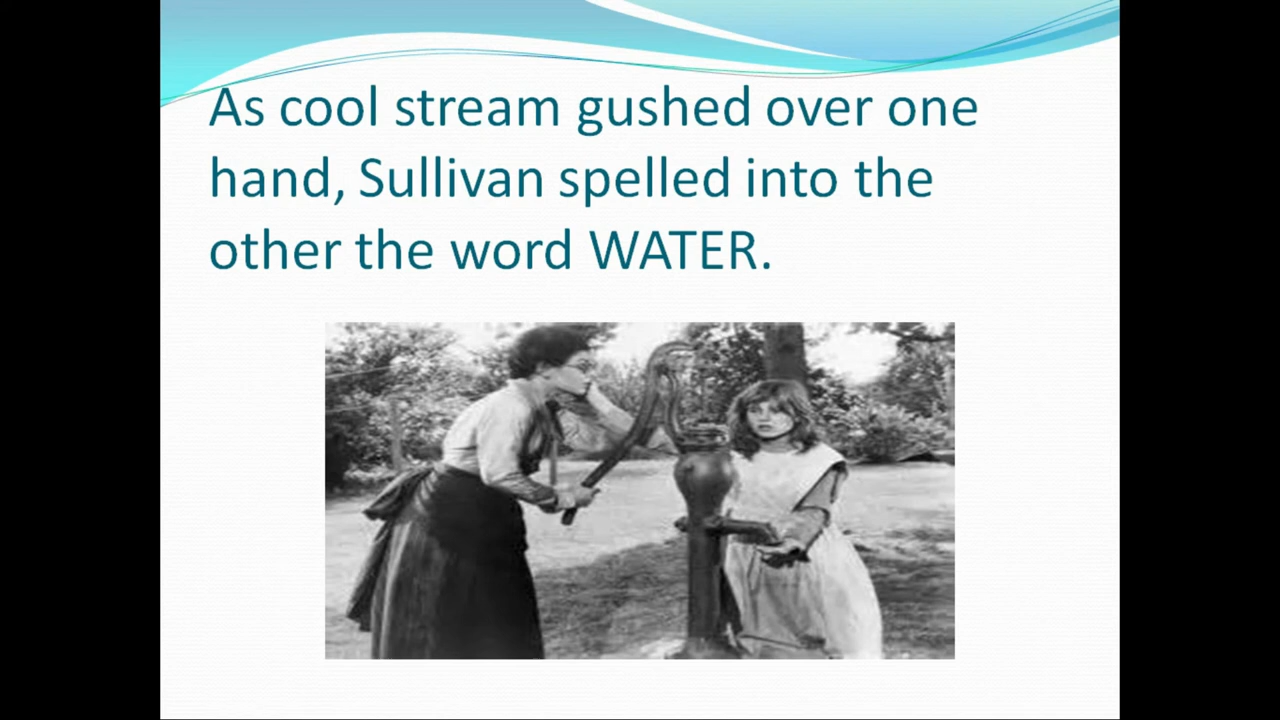 As cool stream gushed over one
hand, Sullivan spelled into the
other the word WATER.